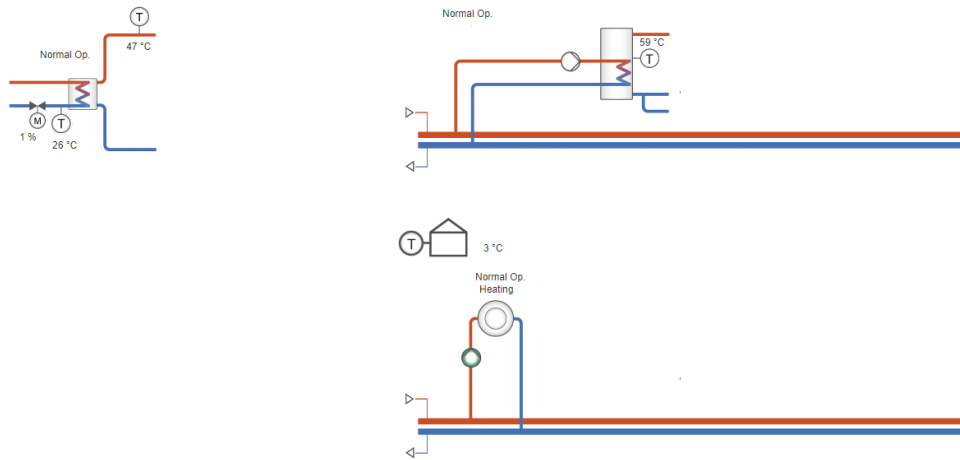 T
47 °C
Normal Op.
M
T
1 %
26 °C
Normal Op.
59 °C
T
T
3 °C
Normal Op.
Heating